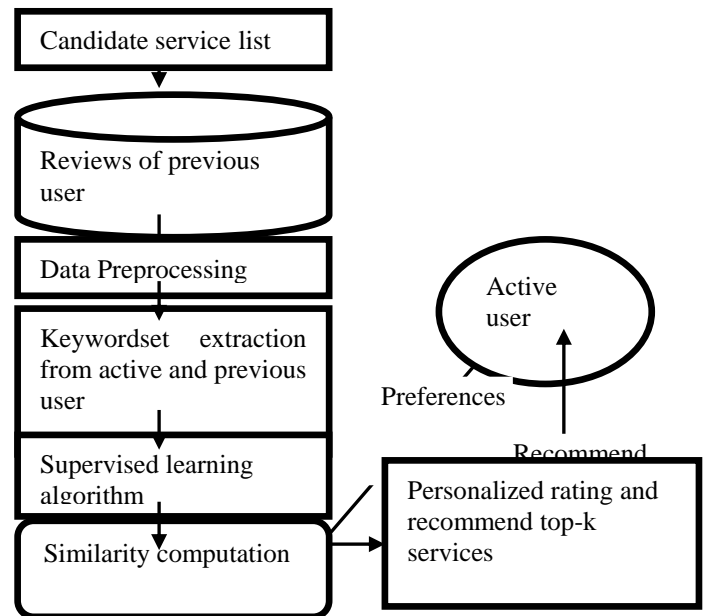 Candidate service list
Reviews of previous
user
Data Preprocessing
Keywordset extraction
from active and previous
user
Supervised learning
algorithm
Similarity computation
Active
user
Preferences
Recommend
Personalized rating and
recommend top-k
services